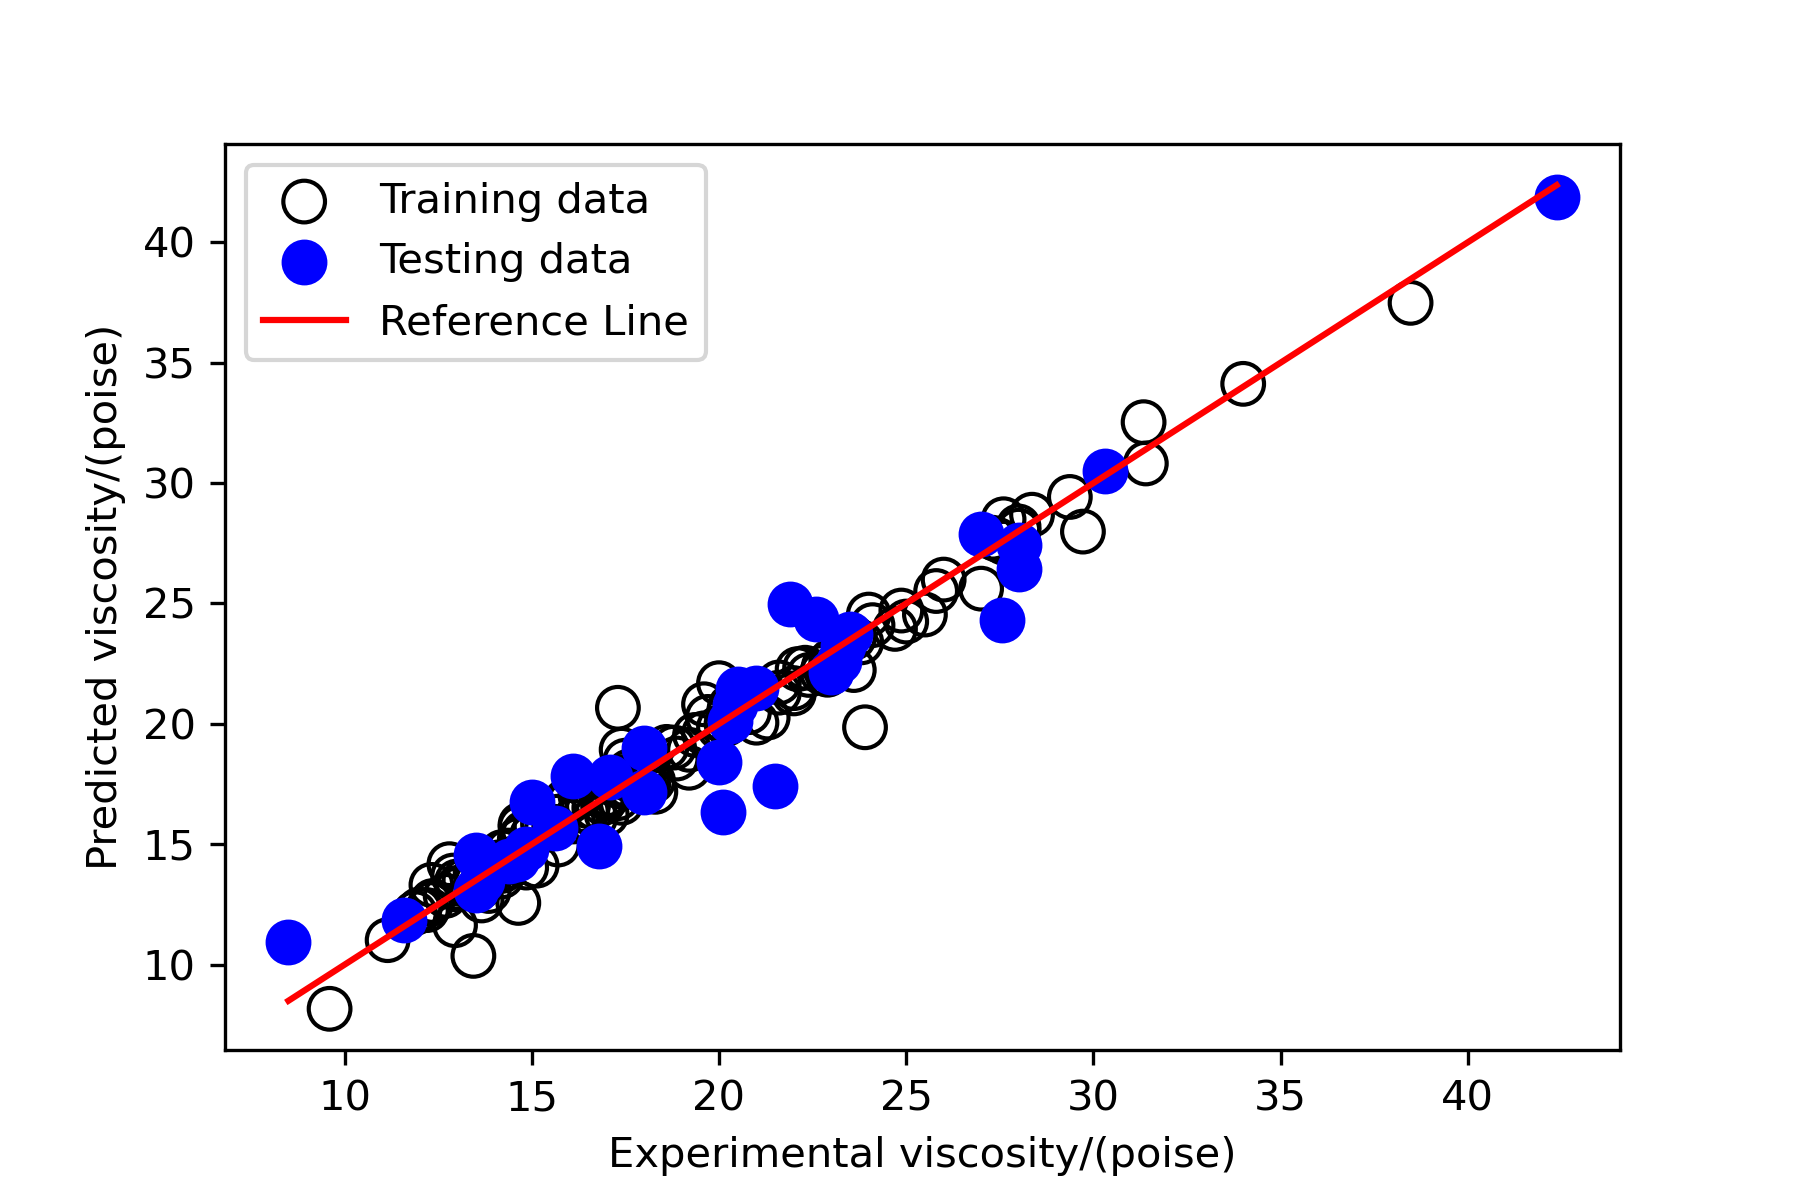 Training data
Testing data
Reference Line
40
35
30
25
20
15
10
Predicted viscosity/(poise)
10 15 20 25 30 35 40
Experimental viscosity/(poise)